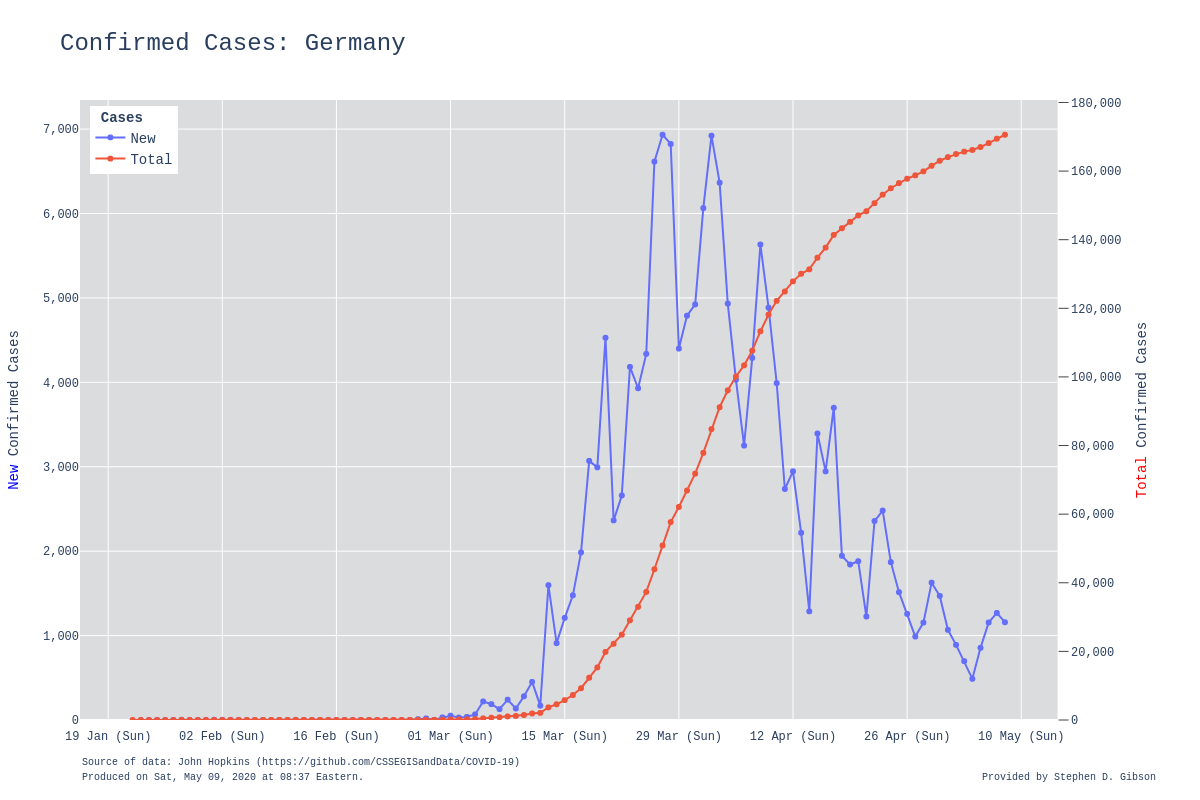 Confirmed Cases: Germany
Cases
New
Total
7,000
6,000
5,000
4,000
3,000
2,000
1,000
0
New Confirmed Cases
180,000
160,000
140,000
120,000
100,000
80,000
60,000
40,000
20,000
0
Total Confirmed Cases
19 Jan (Sun) 02 Feb (Sun) 16 Feb (Sun) 01 Mar (Sun) 15 Mar (Sun) 29 Mar (Sun) 12 Apr (Sun) 26 Apr (Sun) 10 May (Sun)
Source of data: John Hopkins (https://github.com/CSSEGISandData/COVID-19)
Produced on Sat, May 09, 2020 at 08:37 Eastern.
Provided by Stephen D. Gibson